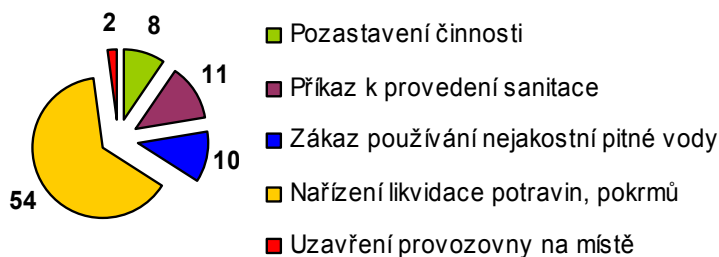 2
8
11
10
54
Pozastavení činnosti
Příkaz k provedení sanitace
Zákaz používání nejakostní pitné vody
Nařízení likvidace potravin, pokrmů
Uzavření provozovny na místě